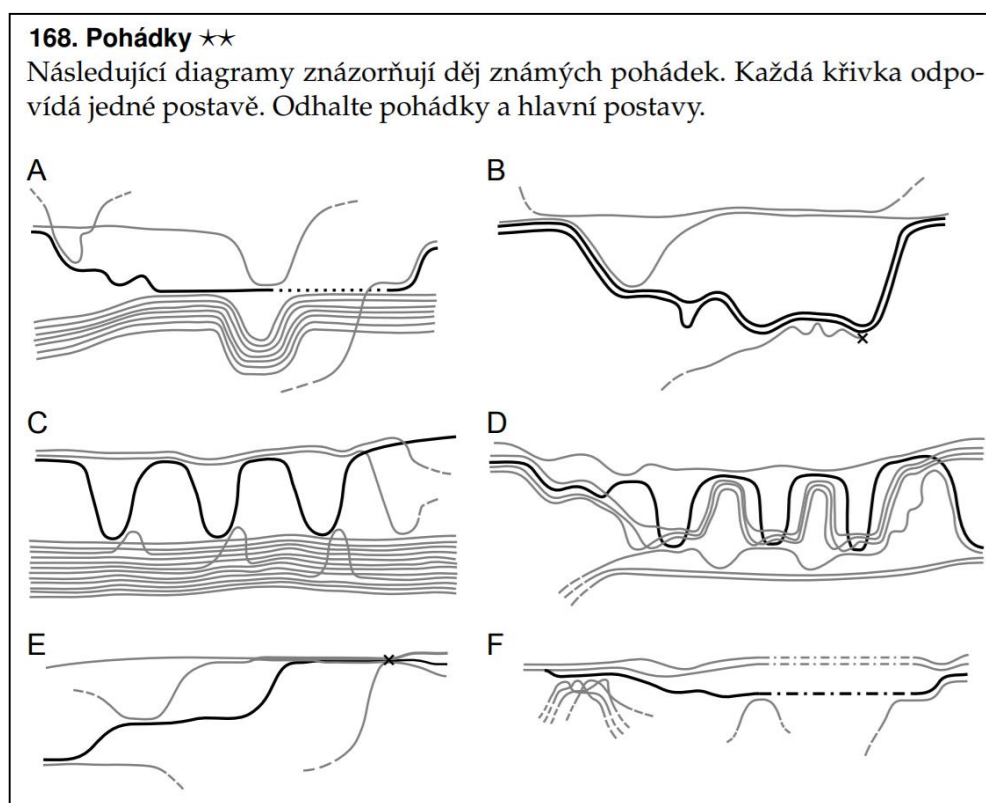 168. Pohádky ★★
Následující diagramy znázorňují děj známých pohádek. Každá křivka odpo-
vídá jedné postavě. Odhalte pohádky a hlavní postavy.
A B
C D
E F